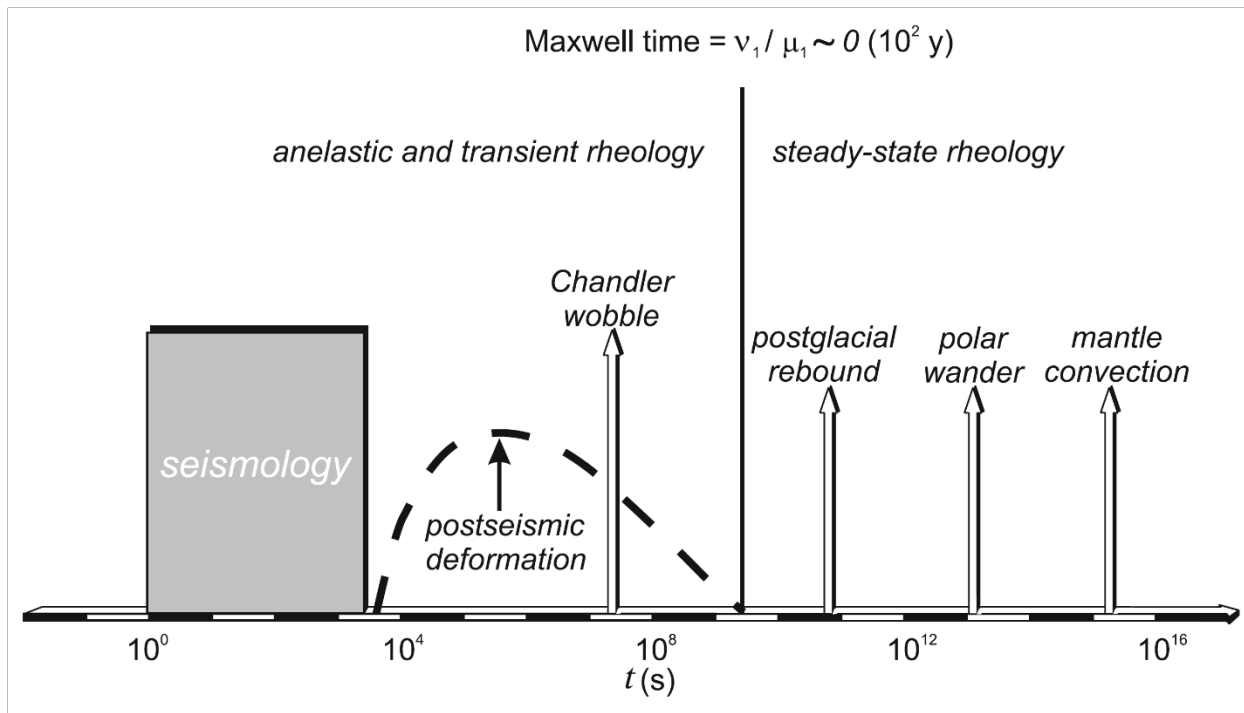 Maxwell time = ν₁ / μ₁ ~ 0 (10² y)
anelastic and transient rheology
steady-state rheology
Chandler
wobble
postglacial
rebound
polar
wander
mantle
convection
seismology
postseismic
deformation
10⁰
10⁴
10⁸
10¹²
10¹⁶
t (s)